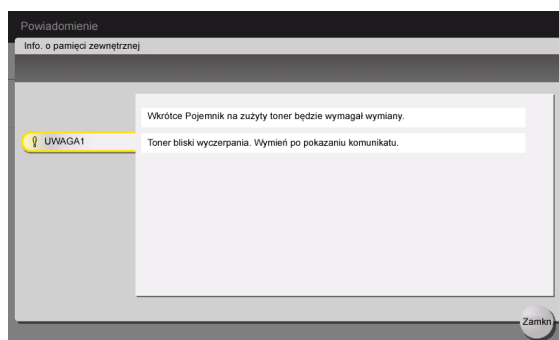 Powiadomienie
Info. o pamięci zewnętrznej
Wkrótce Pojemnik na zużyty toner będzie wymagał wymiany.
UWAGA1
Toner bliski wyczerpania. Wymień po pokazaniu komunikatu.
Zamkn